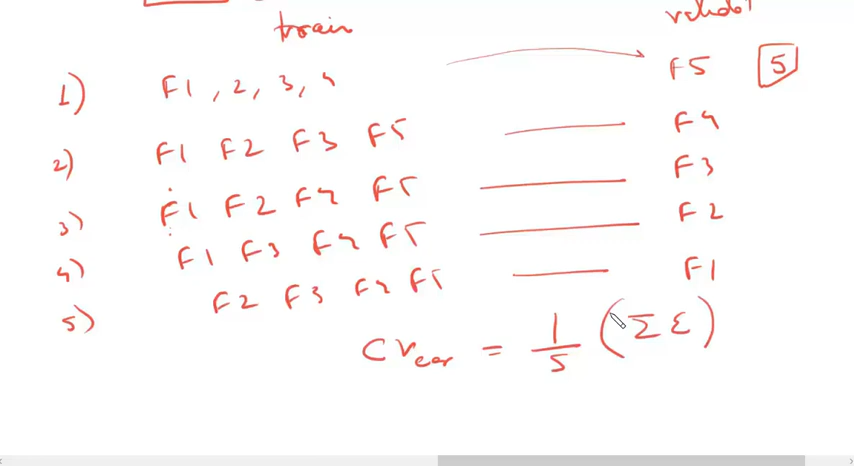 train validat
1) F1, 2, 3, 4 F5 5
2) F1 F2 F3 F5 F4
3) F1 F2 F4 F5 F3
4) F1 F3 F4 F5 F2
5) F2 F3 F4 F5 F1
CVerr = 1/5 (Σ ε)